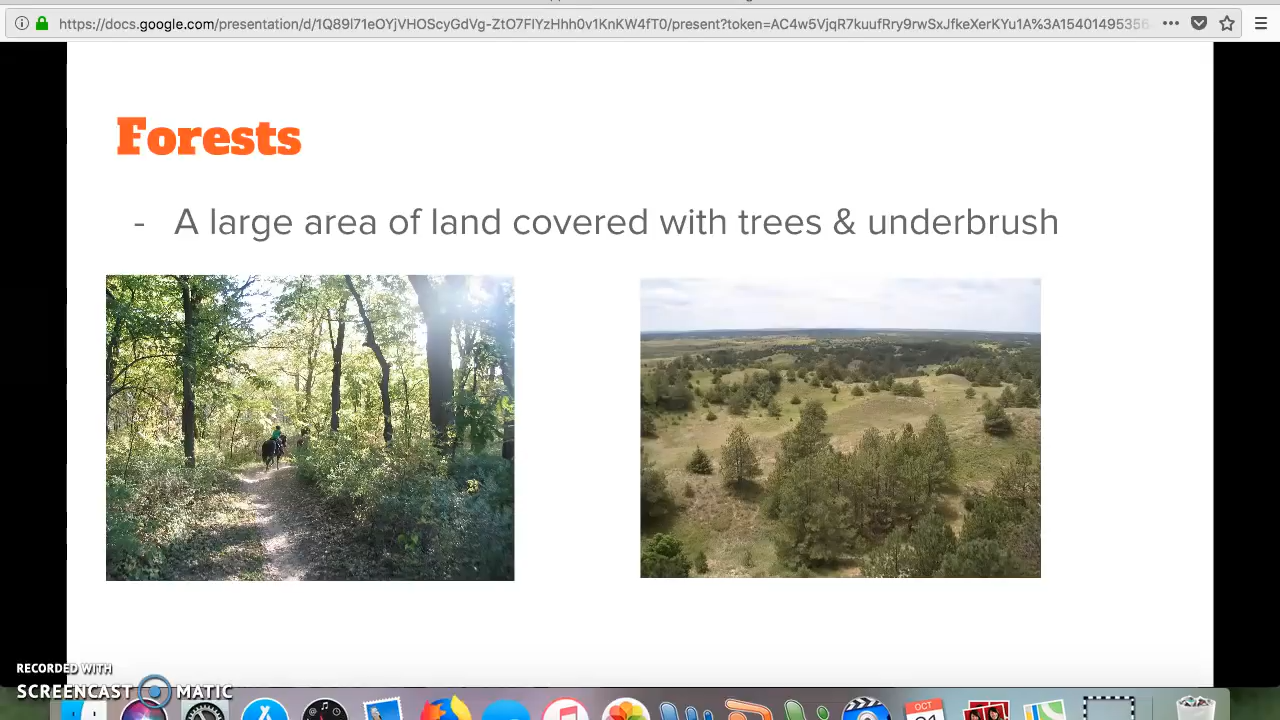 https://docs.google.com/presentation/d/1Q89l71eOYjVHOScyGdVg-ZtO7FlYzHhh0v1KnKW4fT0/present?token=AC4w5VjqR7kuufRry9rwSxJfkeXerKYu1A%3A1540149535
Forests
- A large area of land covered with trees & underbrush
RECORDED WITH
SCREENCAST MATIC
OCT